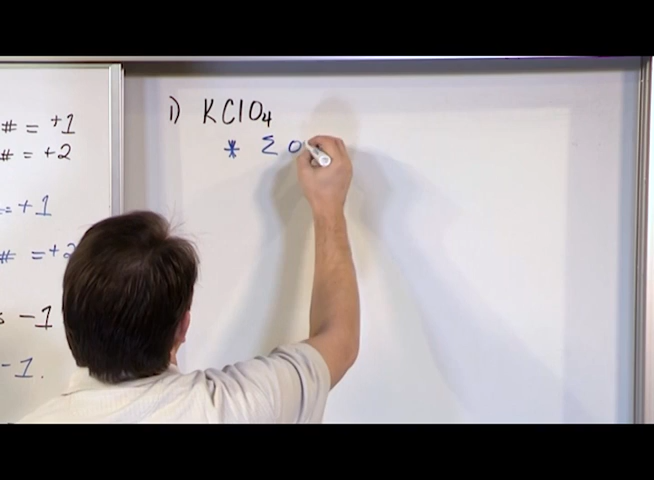 # = +1
# = +2
= +1
# = +2
-1
-1.
1) KClO4
* Σ O